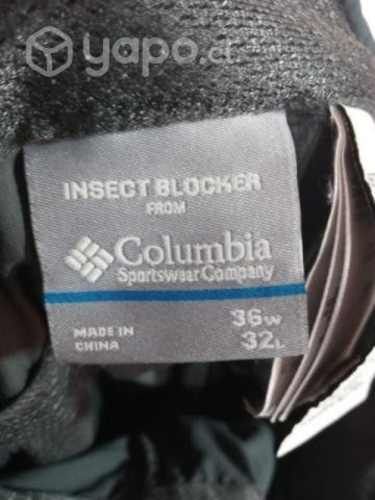 yapo.cl
INSECT BLOCKER
FROM
Columbia
Sportswear Company
36W
32L
MADE IN
CHINA